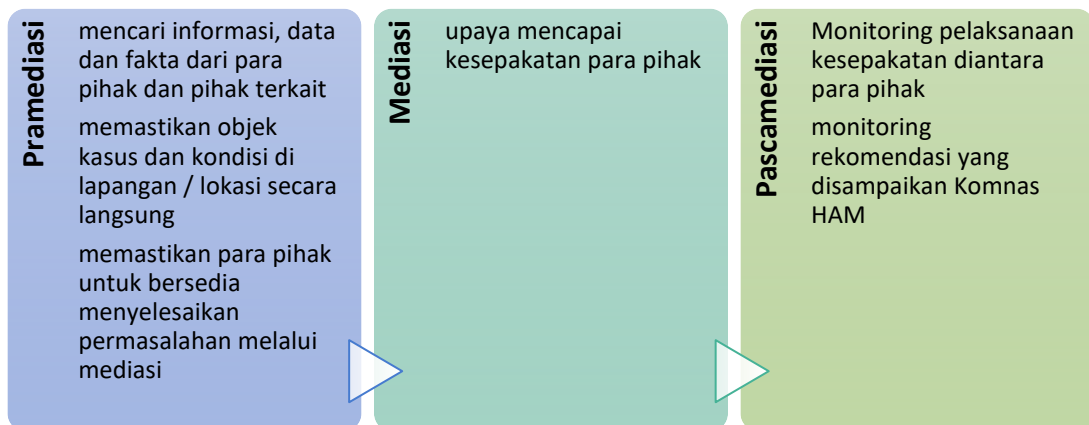 Pramediasi
mencari informasi, data
dan fakta dari para
pihak dan pihak terkait
memastikan objek
kasus dan kondisi di
lapangan / lokasi secara
langsung
memastikan para pihak
untuk bersedia
menyelesaikan
permasalahan melalui
mediasi
Mediasi
upaya mencapai
kesepakatan para pihak
Pascamediasi
Monitoring pelaksanaan
kesepakatan diantara
para pihak
monitoring
rekomendasi yang
disampaikan Komnas
HAM